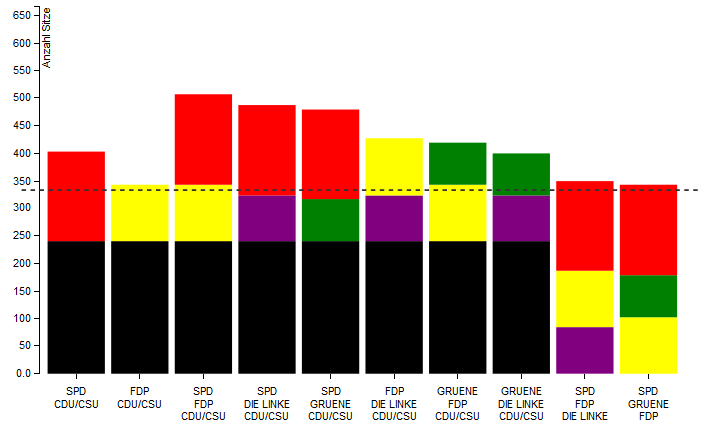 Anzahl Sitze
650
600
550
500
450
400
350
300
250
200
150
100
50
0.0
SPD
CDU/CSU
FDP
CDU/CSU
SPD
FDP
CDU/CSU
SPD
DIE LINKE
CDU/CSU
SPD
GRUENE
CDU/CSU
FDP
DIE LINKE
CDU/CSU
GRUENE
FDP
CDU/CSU
GRUENE
DIE LINKE
CDU/CSU
SPD
FDP
DIE LINKE
SPD
GRUENE
FDP